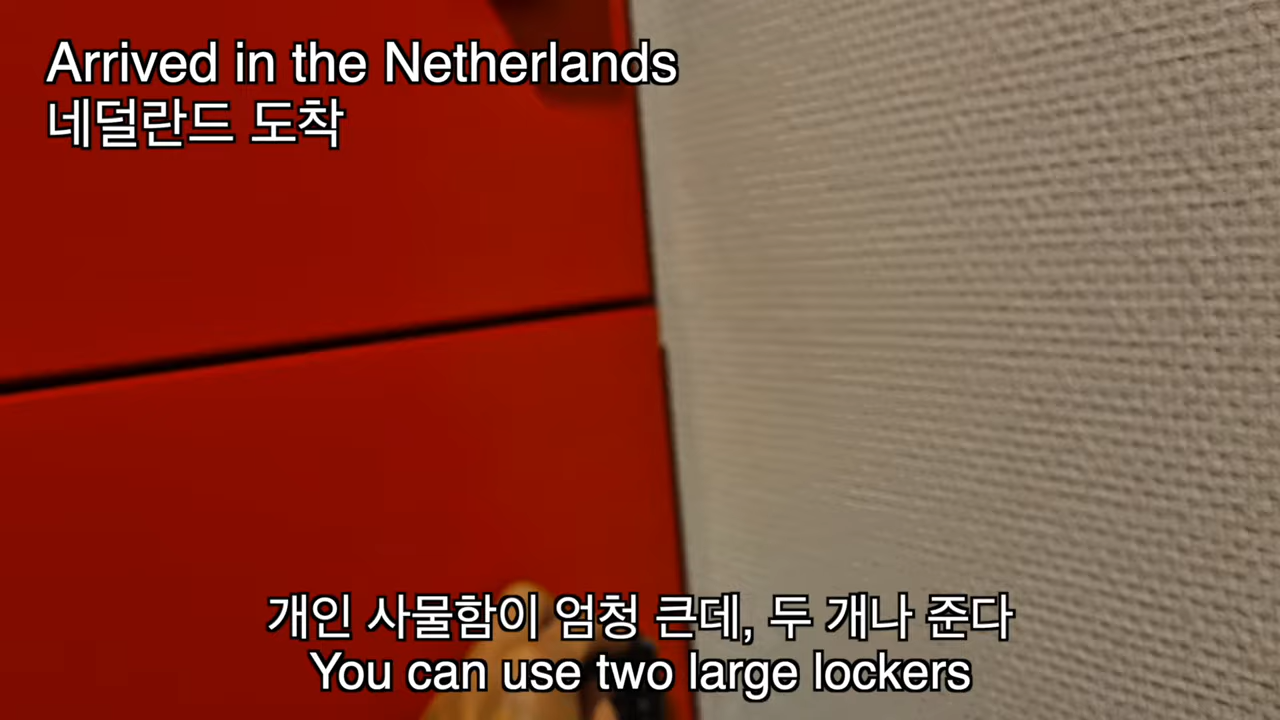 Arrived in the Netherlands
네덜란드 도착
개인 사물함이 엄청 큰데, 두 개나 준다
You can use two large lockers